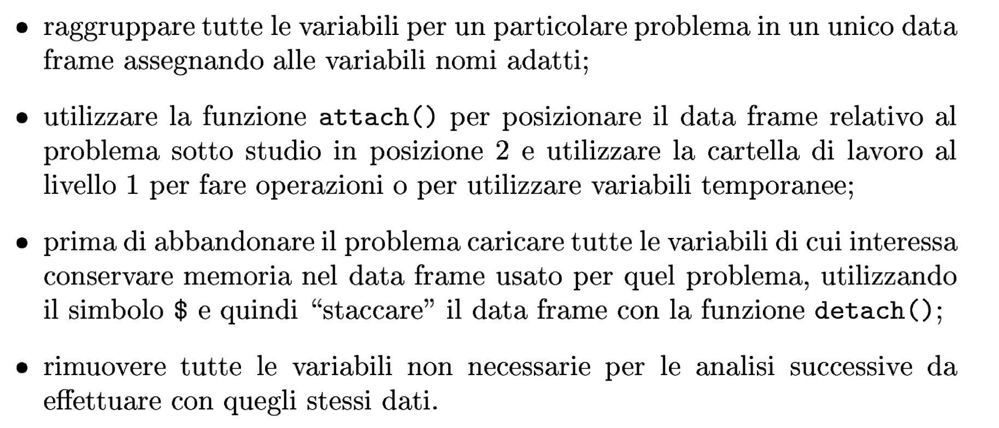 • raggruppare tutte le variabili per un particolare problema in un unico data
frame assegnando alle variabili nomi adatti;
• utilizzare la funzione attach() per posizionare il data frame relativo al
problema sotto studio in posizione 2 e utilizzare la cartella di lavoro al
livello 1 per fare operazioni o per utilizzare variabili temporanee;
• prima di abbandonare il problema caricare tutte le variabili di cui interessa
conservare memoria nel data frame usato per quel problema, utilizzando
il simbolo $ e quindi “staccare” il data frame con la funzione detach();
• rimuovere tutte le variabili non necessarie per le analisi successive da
effettuare con quegli stessi dati.